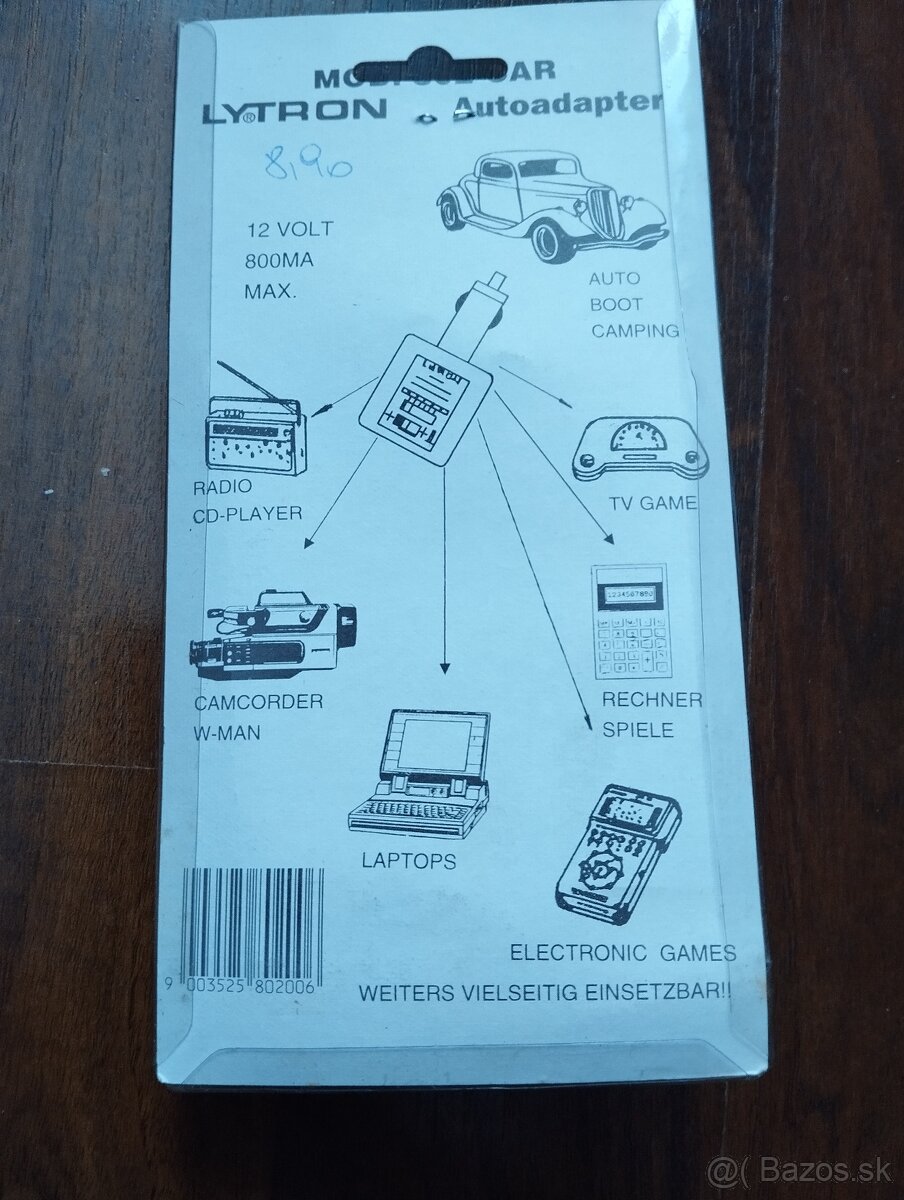 LYTRON ® Autoadapter
8,90
12 VOLT
800MA
MAX.
AUTO
BOOT
CAMPING
RADIO
CD-PLAYER
TV GAME
1234567890
CAMCORDER
W-MAN
RECHNER
SPIELE
LAPTOPS
ELECTRONIC GAMES
9 003525 802006
WEITERS VIELSEITIG EINSETZBAR!!
@( Bazos.sk